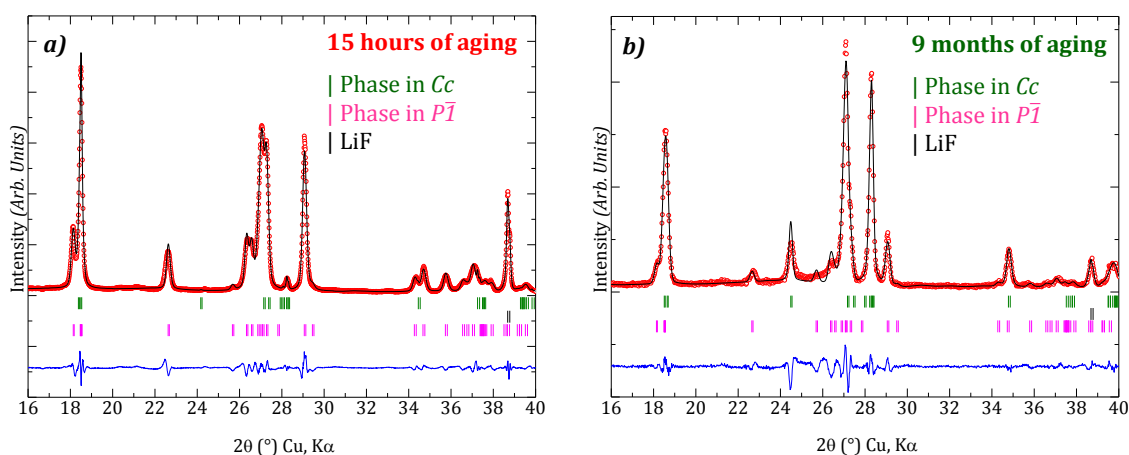 a)
15 hours of aging
| Phase in Cc
| Phase in P1̅
| LiF
Intensity (Arb. Units)
16 18 20 22 24 26 28 30 32 34 36 38 40
2θ (°) Cu, Kα
b)
9 months of aging
| Phase in Cc
| Phase in P1̅
| LiF
Intensity (Arb. Units)
16 18 20 22 24 26 28 30 32 34 36 38 40
2θ (°) Cu, Kα